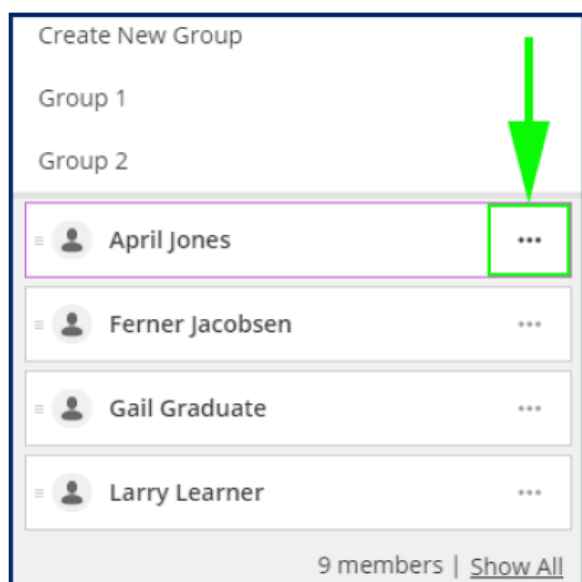 Create New Group
Group 1
Group 2
April Jones
Ferner Jacobsen
Gail Graduate
Larry Learner
9 members | Show All